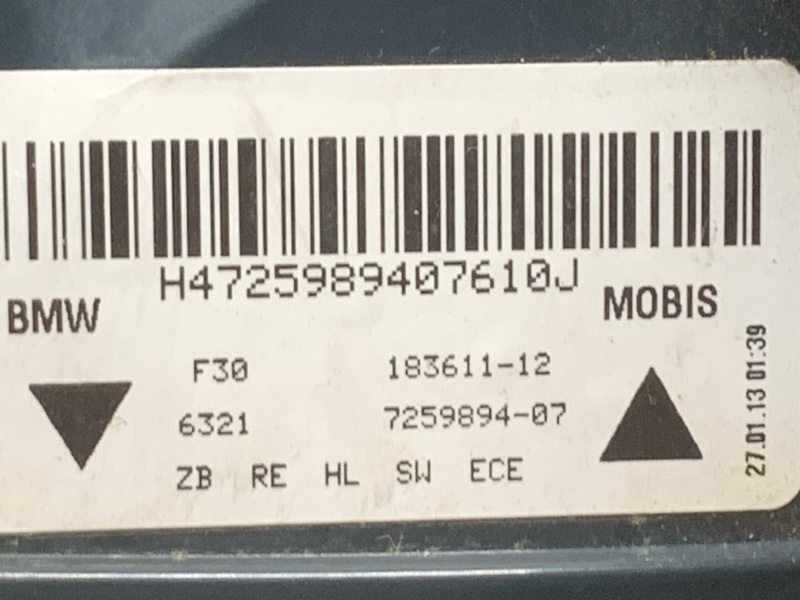 H4725989407610J
BMW
MOBIS
F30 183611-12
6321 7259894-07
ZB RE HL SW ECE
27.01.13 01:39